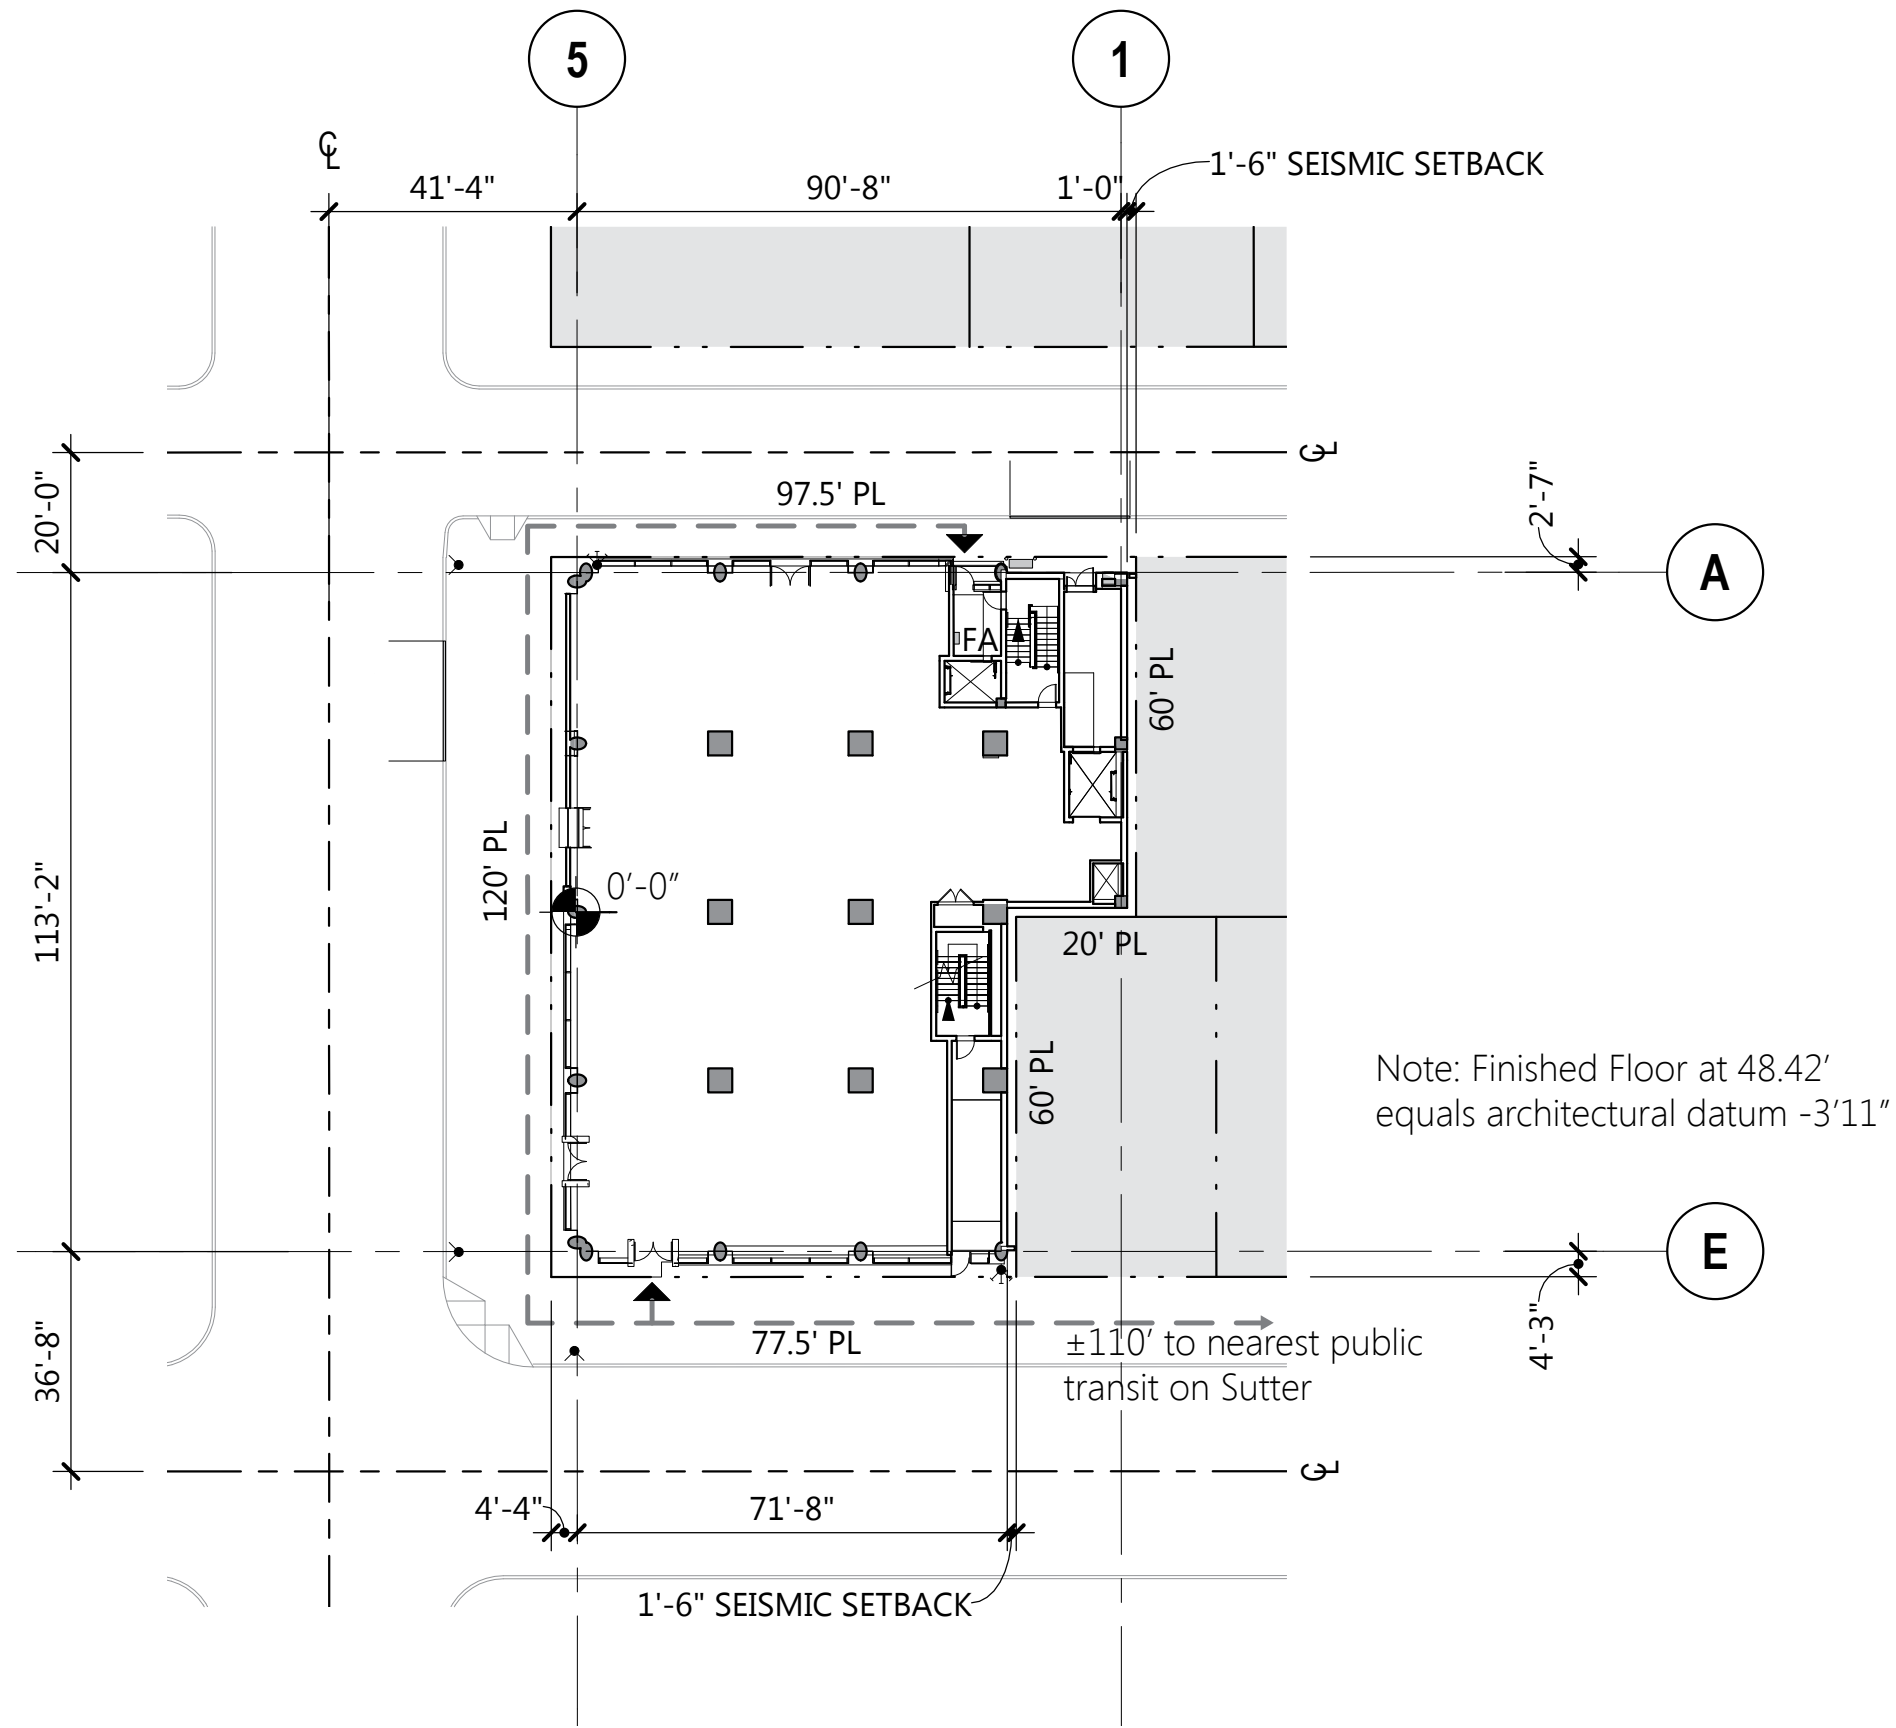 5
1
℄
1'-6" SEISMIC SETBACK
41'-4"
90'-8"
1'-0"
℄
20'-0"
97.5' PL
2'-7"
A
FA
60' PL
120' PL
0'-0"
113'-2"
20' PL
60' PL
Note: Finished Floor at 48.42'
equals architectural datum -3'11"
E
36'-8"
77.5' PL
±110' to nearest public
transit on Sutter
4'-3"
℄
4'-4"
71'-8"
1'-6" SEISMIC SETBACK